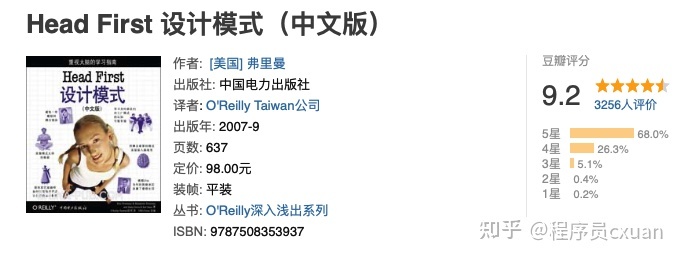 Head First 设计模式（中文版）
重视大脑的学习指南
Head First
设计模式
(中文版)
O'REILLY
中国电力出版社
作者: [美国] 弗里曼
出版社: 中国电力出版社
译者: O'Reilly Taiwan公司
出版年: 2007-9
页数: 637
定价: 98.00元
装帧: 平装
丛书: O'Reilly深入浅出系列
ISBN: 9787508353937
豆瓣评分
9.2
3256人评价
5星 68.0%
4星 26.3%
3星 5.1%
2星 0.4%
1星 0.2%
知乎 @程序员cxuan